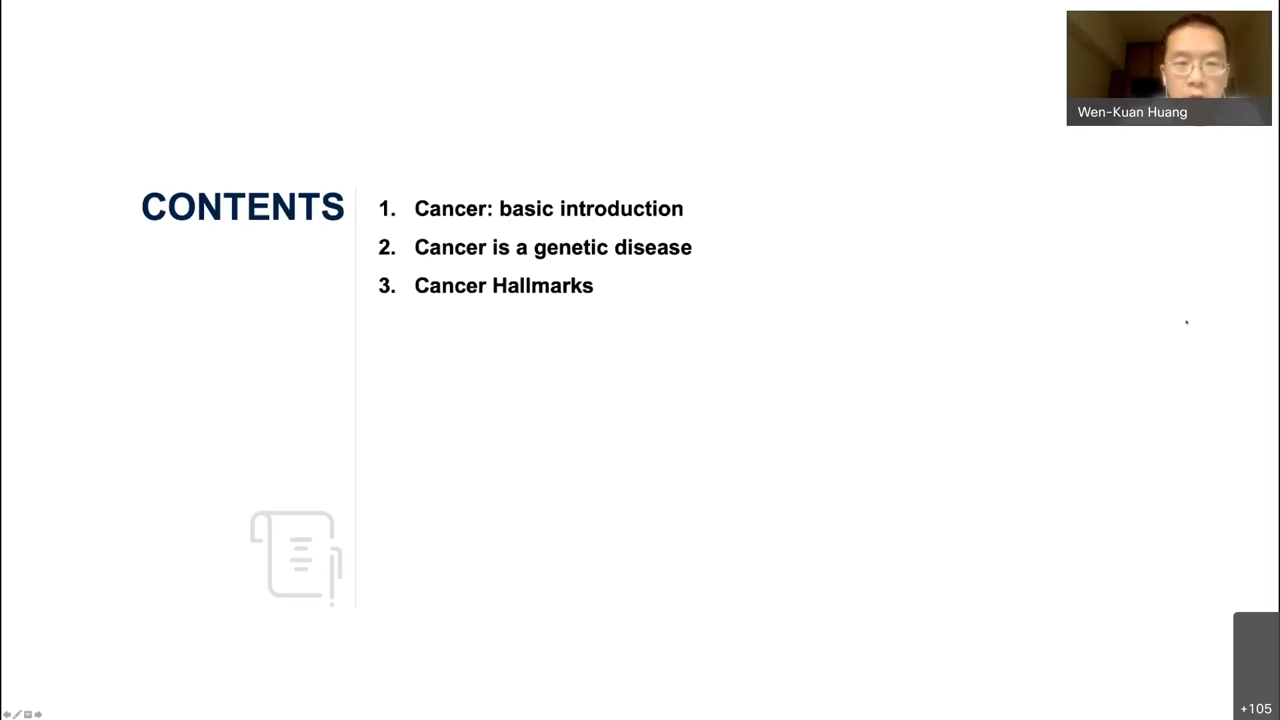 Wen-Kuan Huang
CONTENTS
1. Cancer: basic introduction
2. Cancer is a genetic disease
3. Cancer Hallmarks
+105